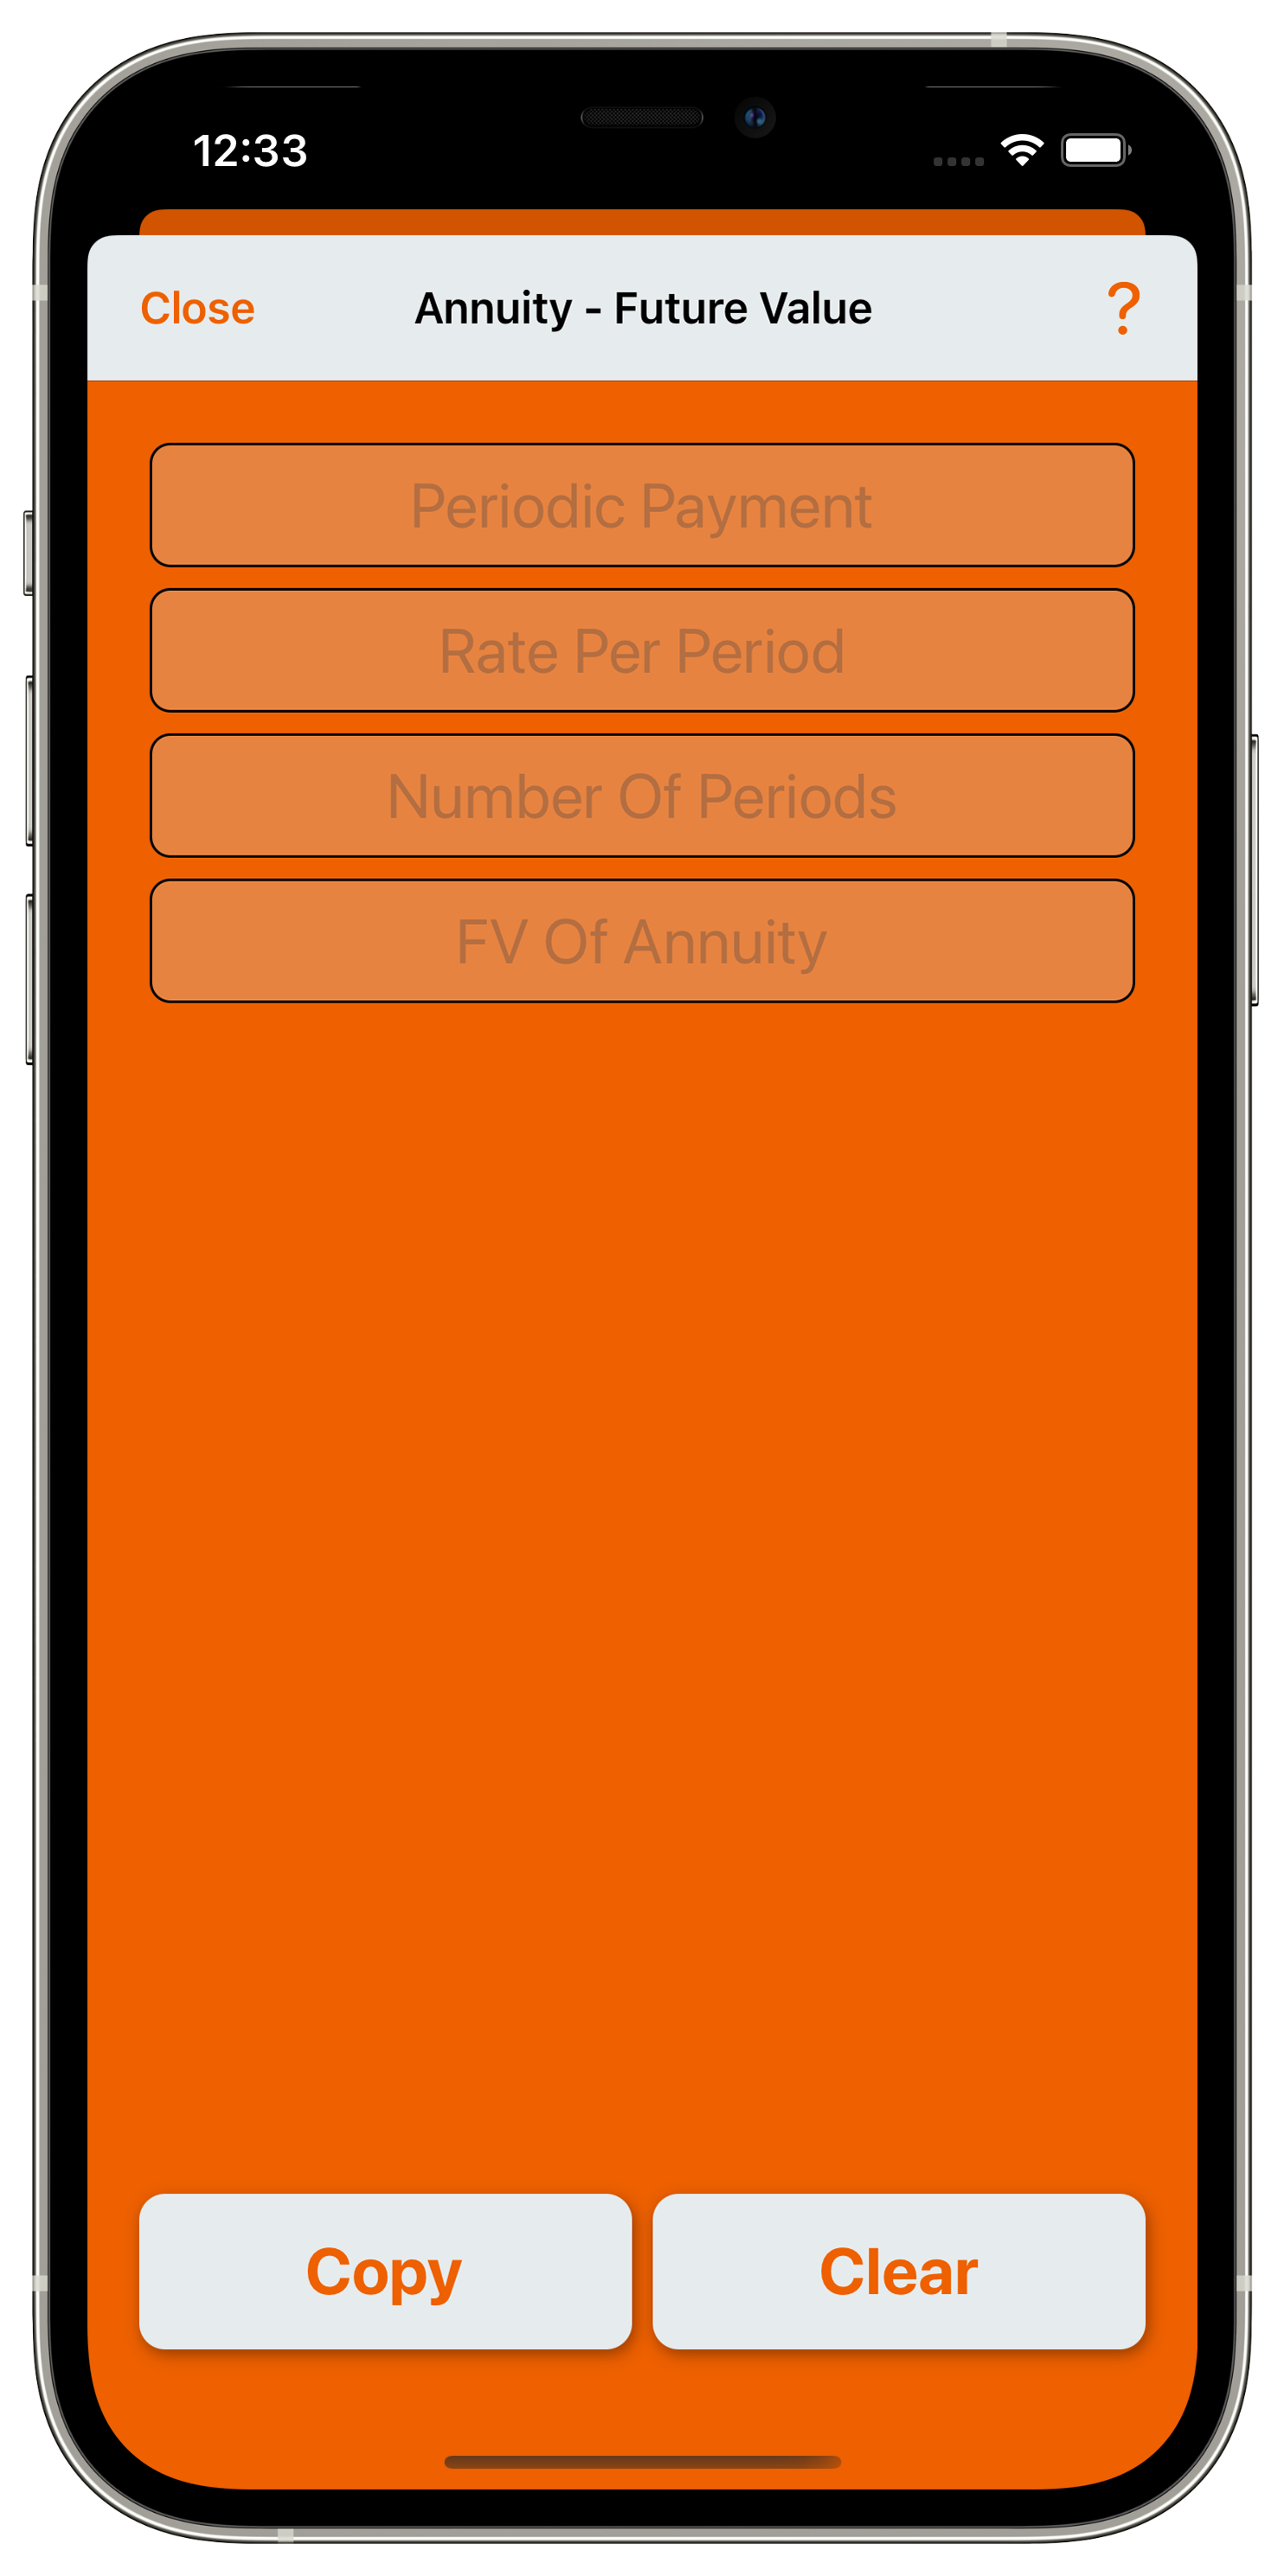 12:33
Close Annuity - Future Value ?
Periodic Payment
Rate Per Period
Number Of Periods
FV Of Annuity
Copy Clear